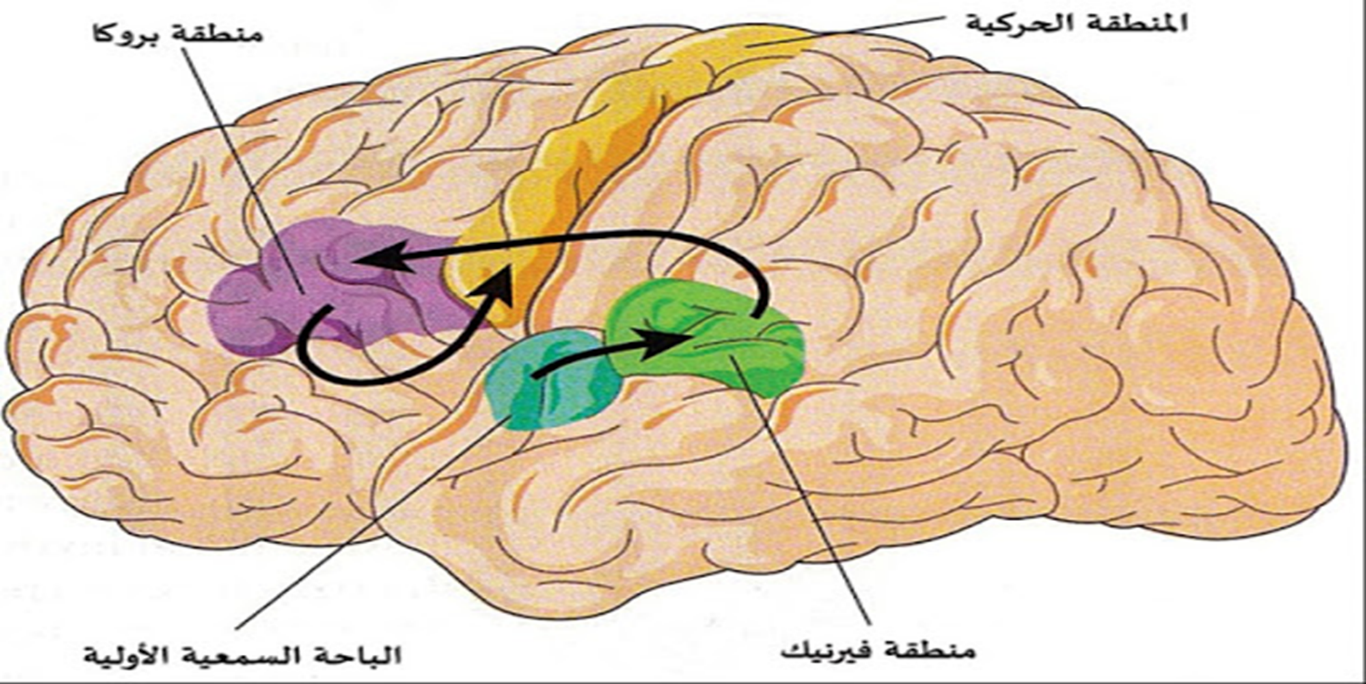 المنطقة الحركية
منطقة بروكا
منطقة فيرنيك
الباحة السمعية الأولية